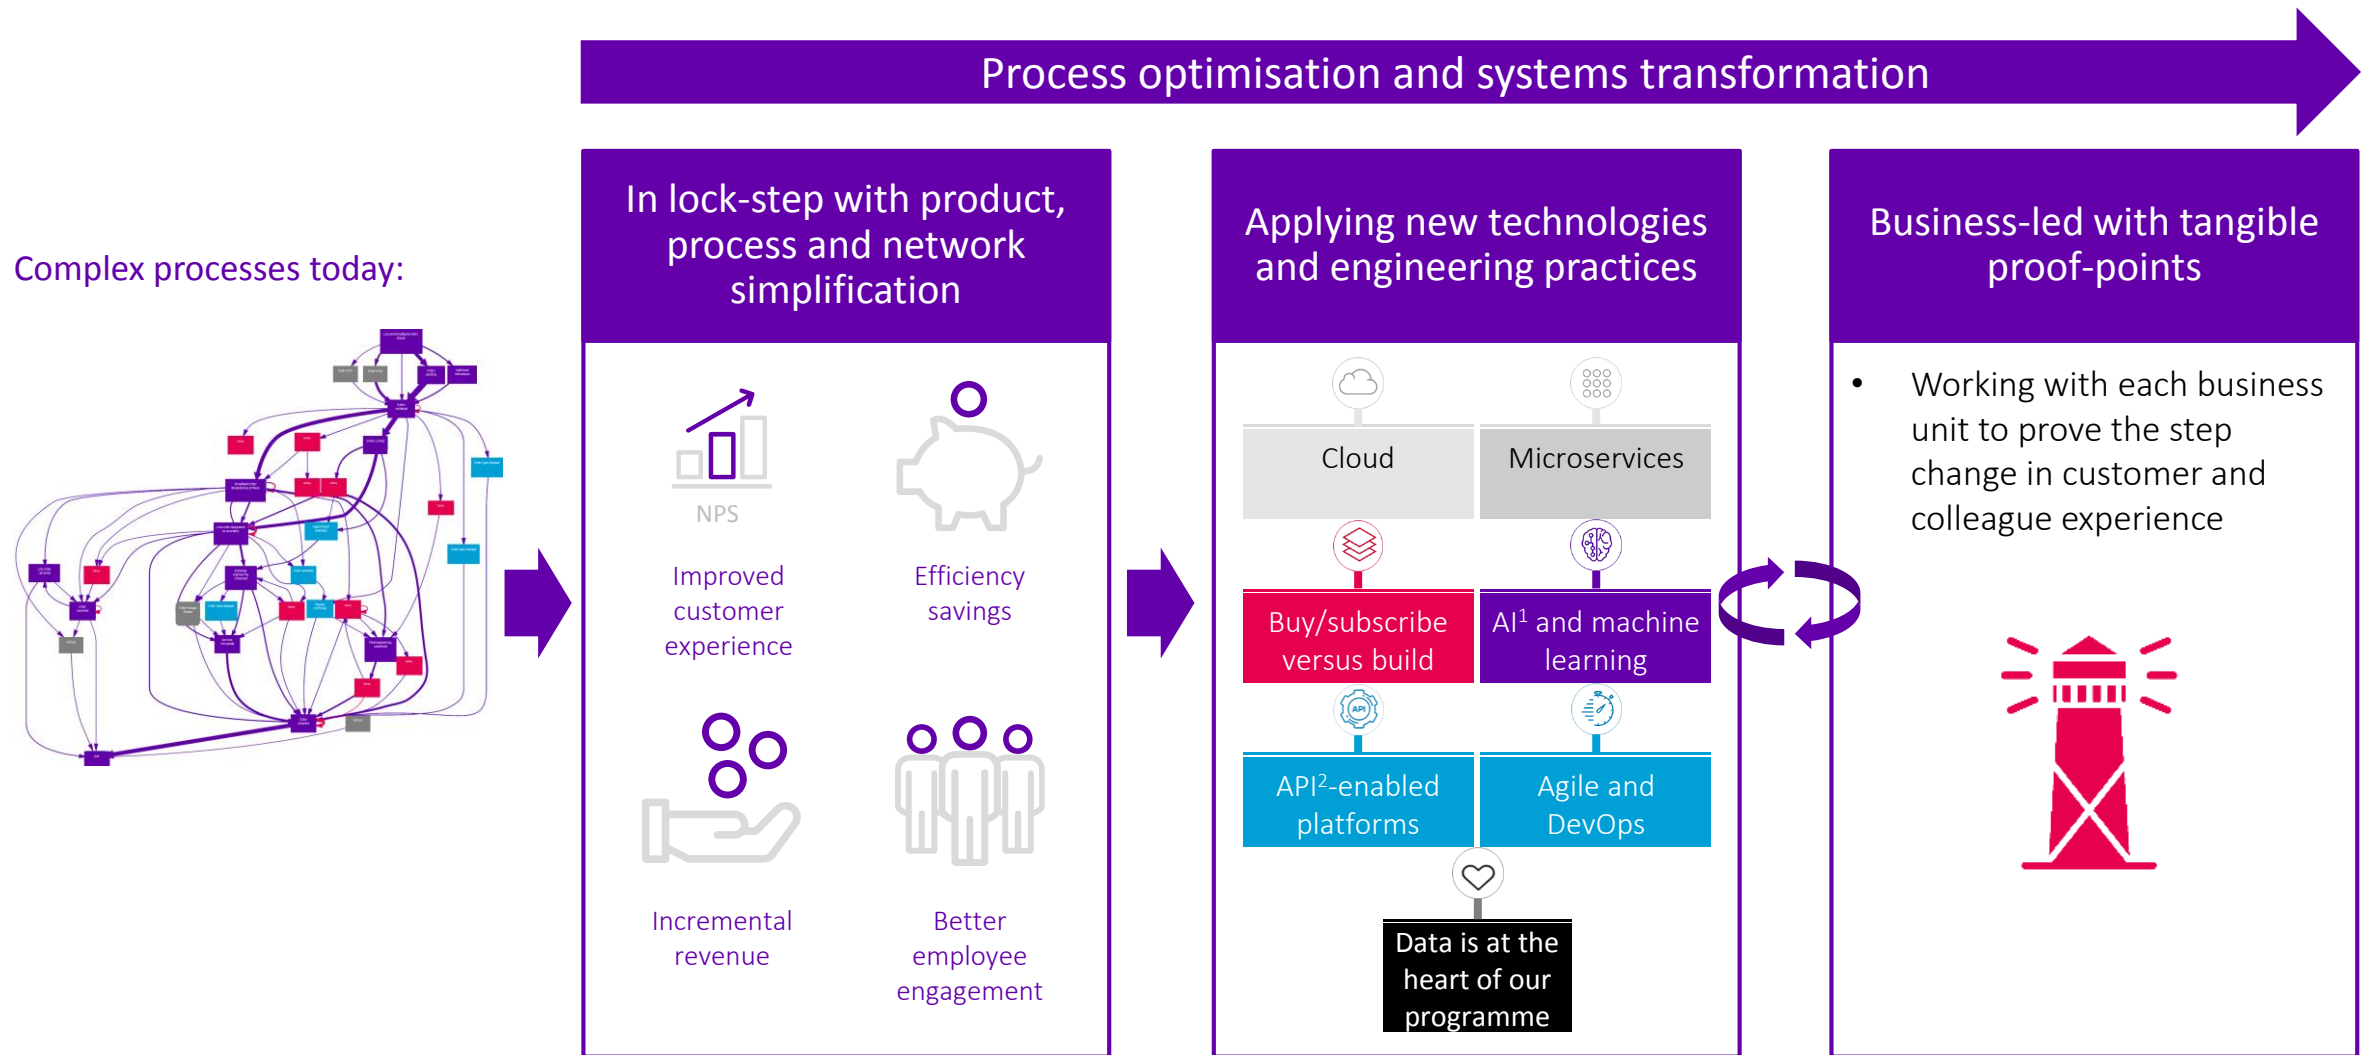 Process optimisation and systems transformation
Complex processes today:
In lock-step with product,
process and network
simplification
NPS
Improved
customer
experience
Efficiency
savings
Incremental
revenue
Better
employee
engagement
Applying new technologies
and engineering practices
Cloud
Microservices
Buy/subscribe
versus build
AI¹ and machine
learning
API
API²-enabled
platforms
Agile and
DevOps
Data is at the
heart of our
programme
Business-led with tangible
proof-points
• Working with each business
unit to prove the step
change in customer and
colleague experience